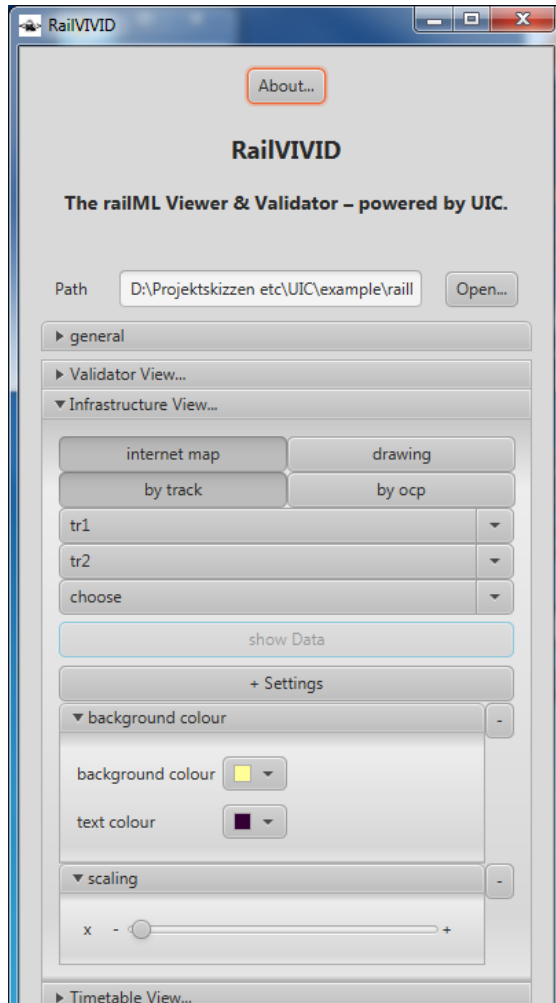 RailVIVID
About...
RailVIVID
The railML Viewer & Validator – powered by UIC.
Path D:\Projektskizzen etc\UIC\example\raill Open...
general
Validator View...
Infrastructure View...
internet map drawing
by track by ocp
tr1
tr2
choose
show Data
+ Settings
background colour -
background colour
text colour
scaling -
x - +
Timetable View...